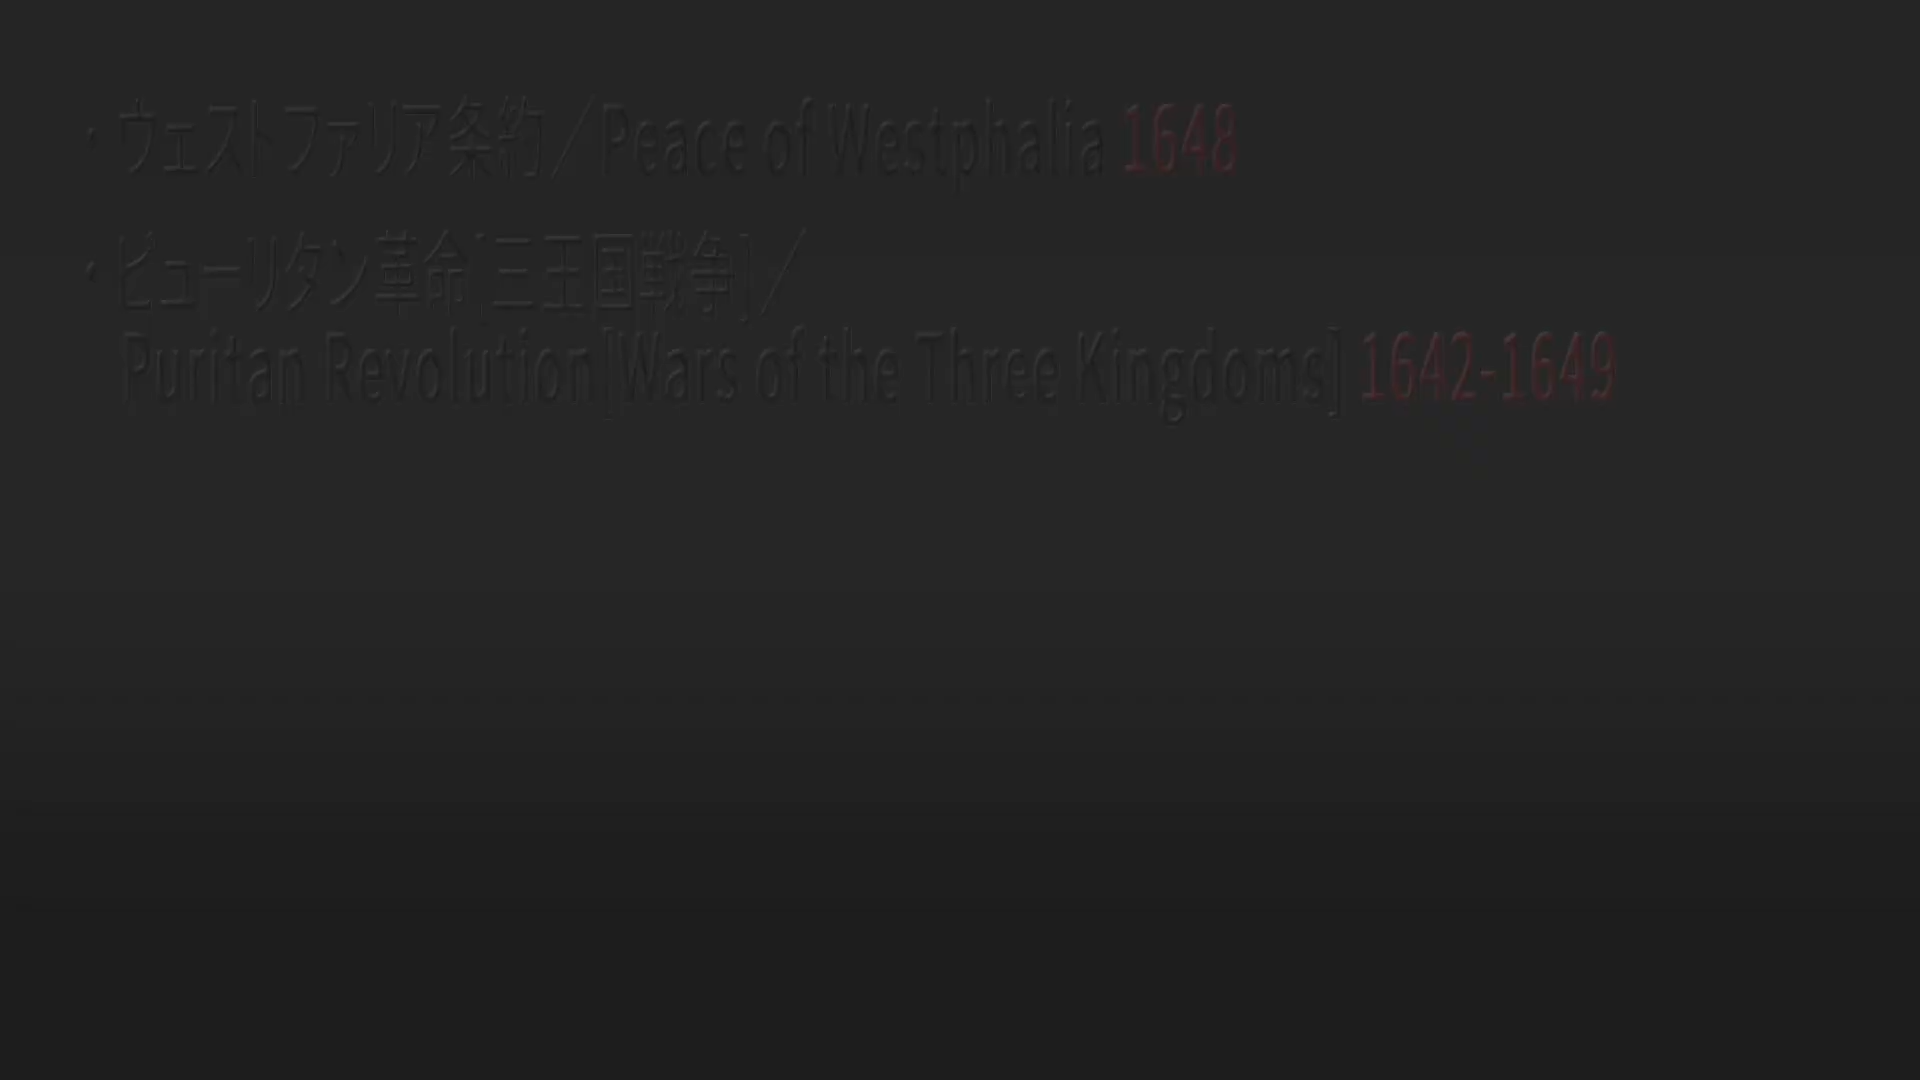 ・ウェストファリア条約／Peace of Westphalia 1648
・ピューリタン革命[三王国戦争]／
Puritan Revolution[Wars of the Three Kingdoms] 1642-1649